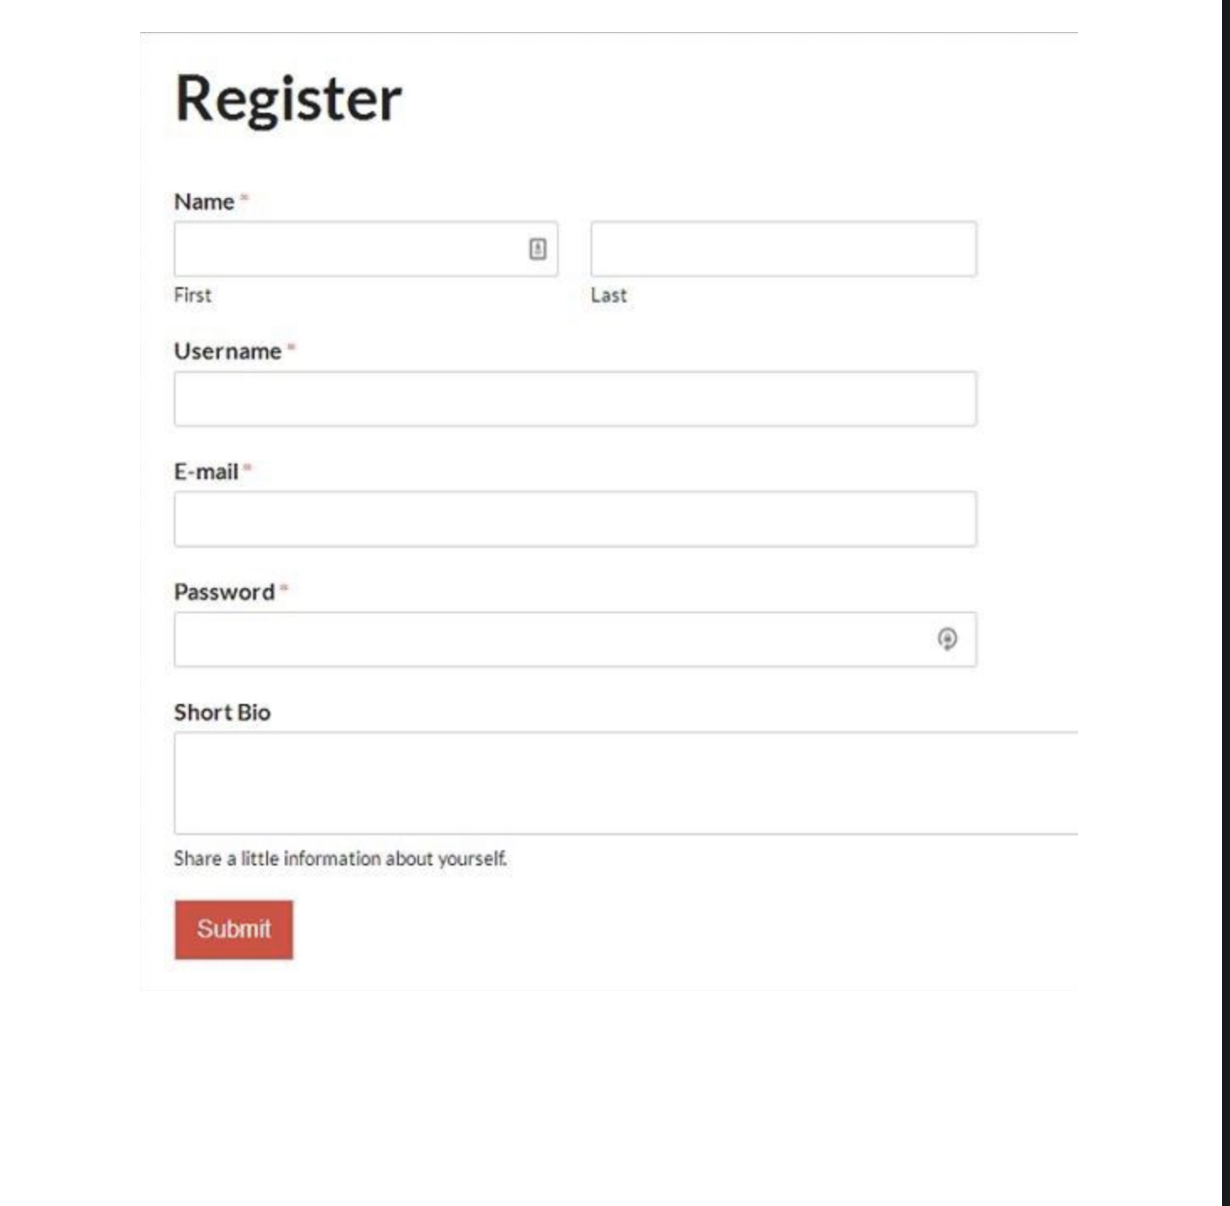 Register
Name *
First Last
Username *
E-mail *
Password *
Short Bio
Share a little information about yourself.
Submit